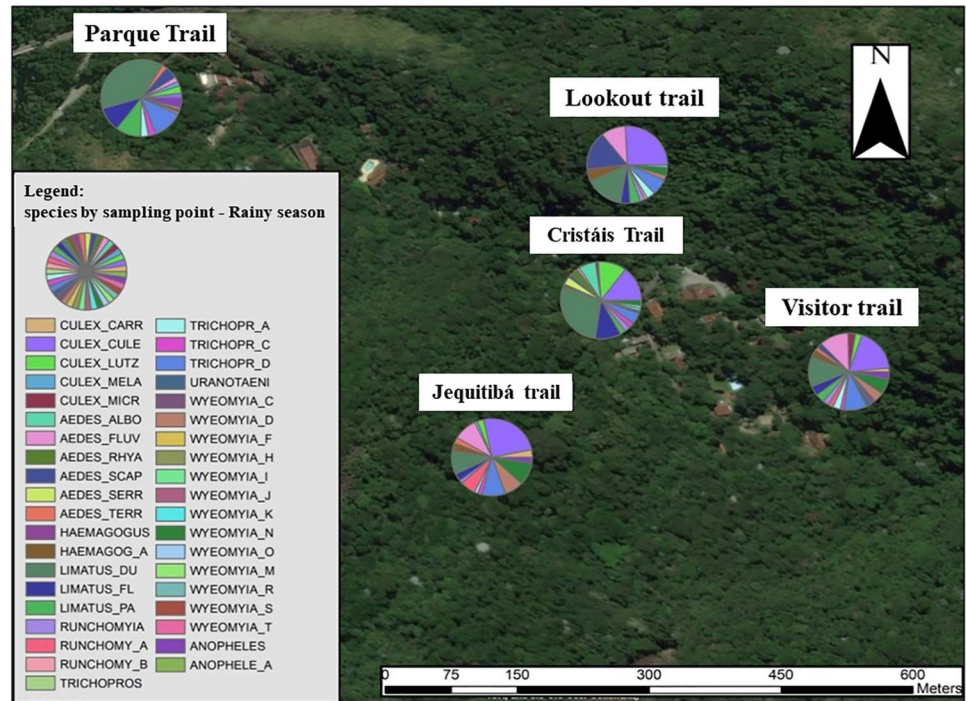 Parque Trail
N
Lookout trail
Legend:
species by sampling point - Rainy season
Cristáis Trail
Visitor trail
Jequitibá trail
CULEX_CARR
CULEX_CULE
CULEX_LUTZ
CULEX_MELA
CULEX_MICR
AEDES_ALBO
AEDES_FLUV
AEDES_RHYA
AEDES_SCAP
AEDES_SERR
AEDES_TERR
HAEMAGOGUS
HAEMAGOG_A
LIMATUS_DU
LIMATUS_FL
LIMATUS_PA
RUNCHOMYIA
RUNCHOMY_A
RUNCHOMY_B
TRICHOPROS
TRICHOPR_A
TRICHOPR_C
TRICHOPR_D
URANOTAENI
WYEOMYIA_C
WYEOMYIA_D
WYEOMYIA_F
WYEOMYIA_H
WYEOMYIA_I
WYEOMYIA_J
WYEOMYIA_K
WYEOMYIA_N
WYEOMYIA_O
WYEOMYIA_M
WYEOMYIA_R
WYEOMYIA_S
WYEOMYIA_T
ANOPHELES
ANOPHELE_A
0 75 150 300 450 600
Meters